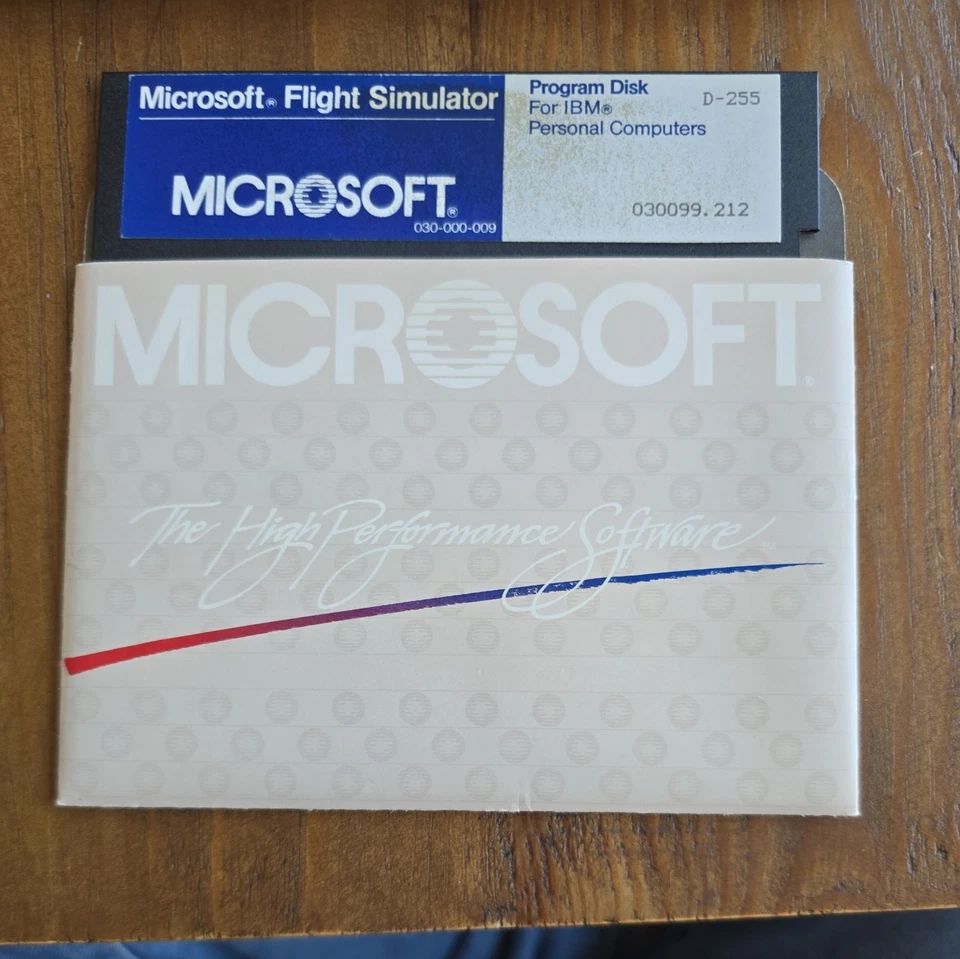 Microsoft® Flight Simulator
MICROSOFT®
030-000-009
Program Disk
For IBM®
Personal Computers
D-255
030099.212
MICROSOFT®
The High Performance Software™